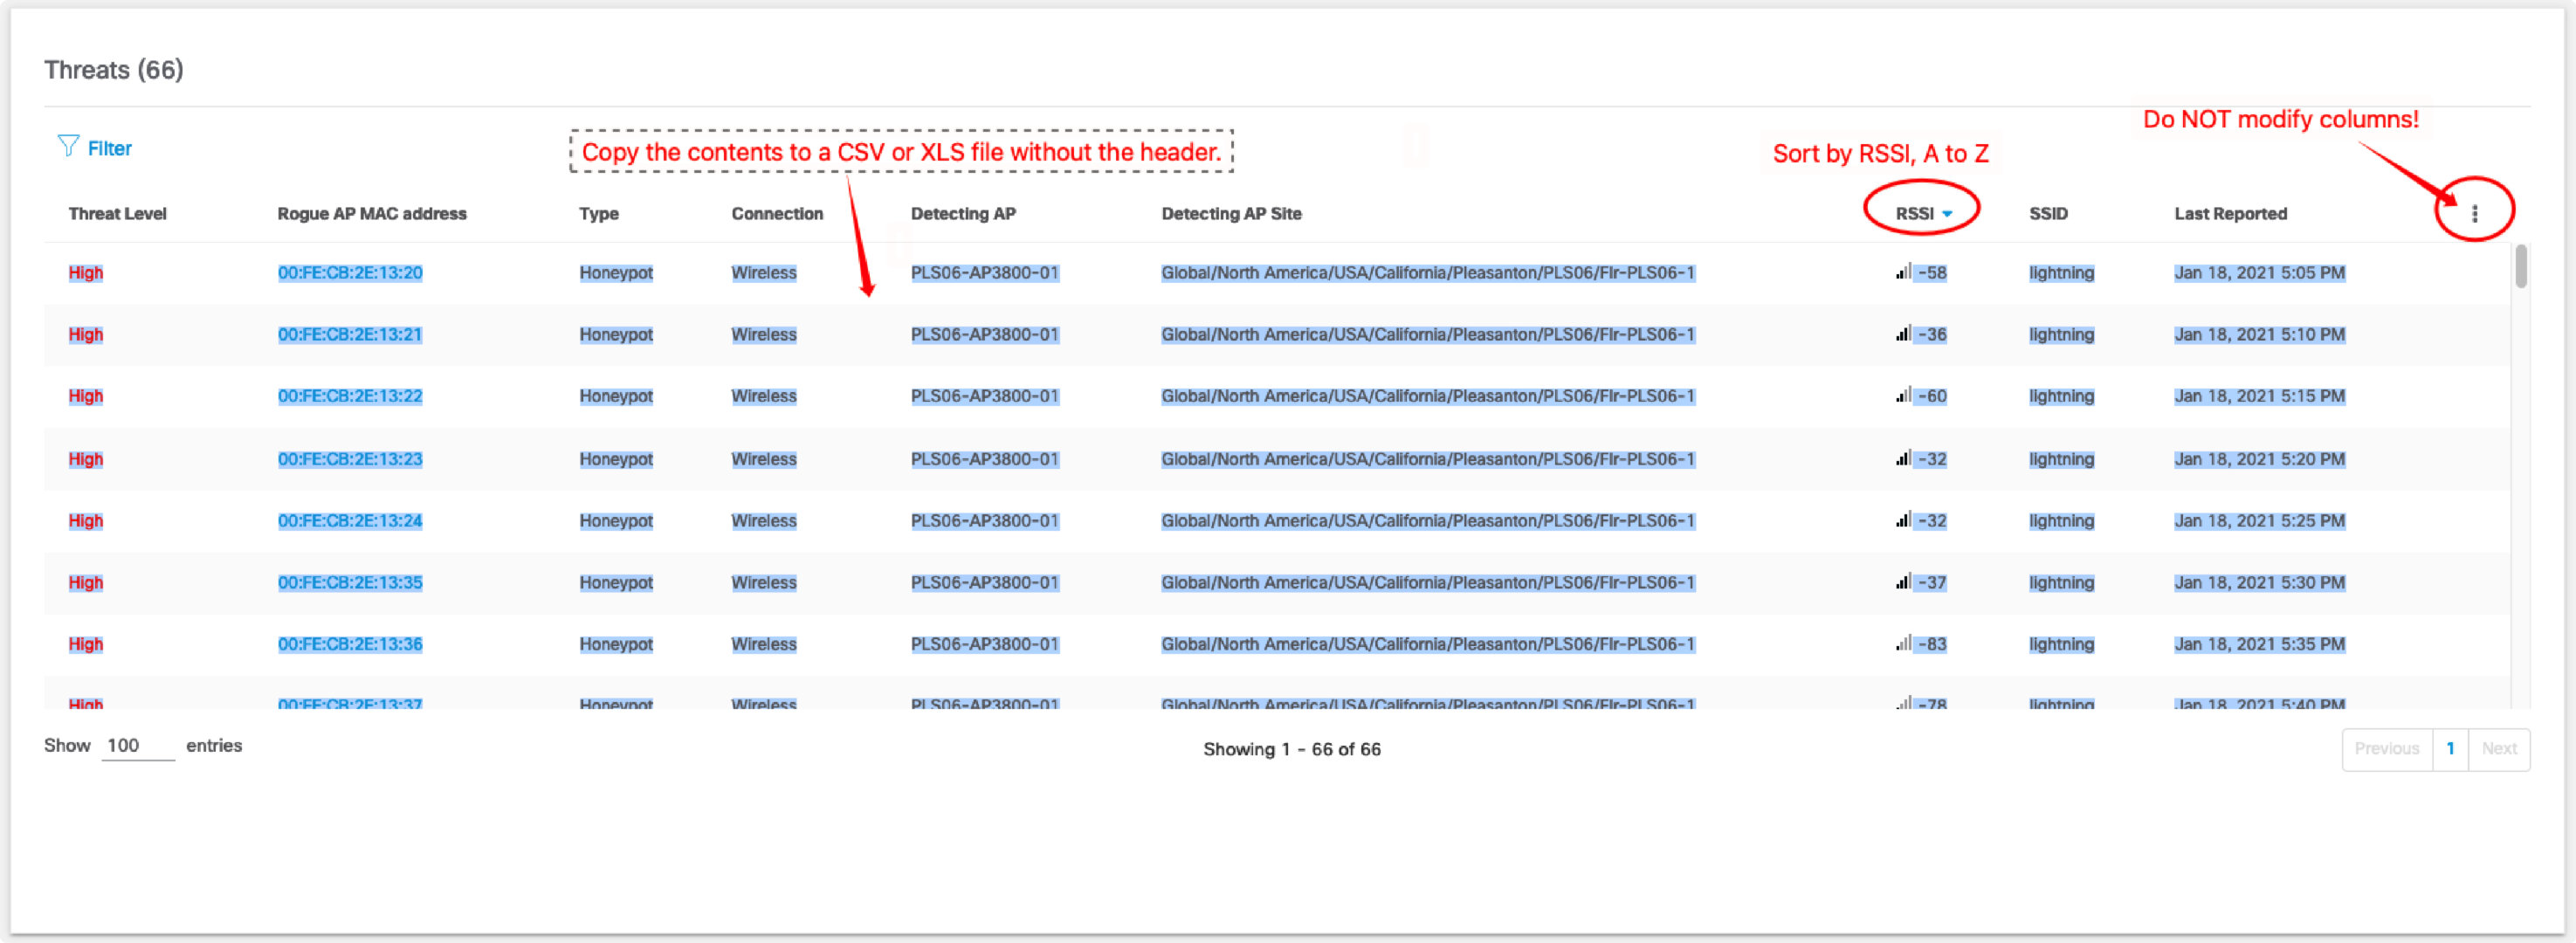 Threats (66)
Do NOT modify columns!
Filter
Copy the contents to a CSV or XLS file without the header.
Sort by RSSI, A to Z
Threat Level Rogue AP MAC address Type Connection Detecting AP Detecting AP Site RSSI SSID Last Reported
High 00:FE:CB:2E:13:20 Honeypot Wireless PLS06-AP3800-01 Global/North America/USA/California/Pleasanton/PLS06/Flr-PLS06-1 -58 lightning Jan 18, 2021 5:05 PM
High 00:FE:CB:2E:13:21 Honeypot Wireless PLS06-AP3800-01 Global/North America/USA/California/Pleasanton/PLS06/Flr-PLS06-1 -36 lightning Jan 18, 2021 5:10 PM
High 00:FE:CB:2E:13:22 Honeypot Wireless PLS06-AP3800-01 Global/North America/USA/California/Pleasanton/PLS06/Flr-PLS06-1 -60 lightning Jan 18, 2021 5:15 PM
High 00:FE:CB:2E:13:23 Honeypot Wireless PLS06-AP3800-01 Global/North America/USA/California/Pleasanton/PLS06/Flr-PLS06-1 -32 lightning Jan 18, 2021 5:20 PM
High 00:FE:CB:2E:13:24 Honeypot Wireless PLS06-AP3800-01 Global/North America/USA/California/Pleasanton/PLS06/Flr-PLS06-1 -32 lightning Jan 18, 2021 5:25 PM
High 00:FE:CB:2E:13:35 Honeypot Wireless PLS06-AP3800-01 Global/North America/USA/California/Pleasanton/PLS06/Flr-PLS06-1 -37 lightning Jan 18, 2021 5:30 PM
High 00:FE:CB:2E:13:36 Honeypot Wireless PLS06-AP3800-01 Global/North America/USA/California/Pleasanton/PLS06/Flr-PLS06-1 -83 lightning Jan 18, 2021 5:35 PM
High 00:FE:CB:2E:13:37 Honeypot Wireless PLS06-AP3800-01 Global/North America/USA/California/Pleasanton/PLS06/Flr-PLS06-1 -78 lightning Jan 18, 2021 5:40 PM
Show 100 entries Showing 1 - 66 of 66 Previous 1 Next